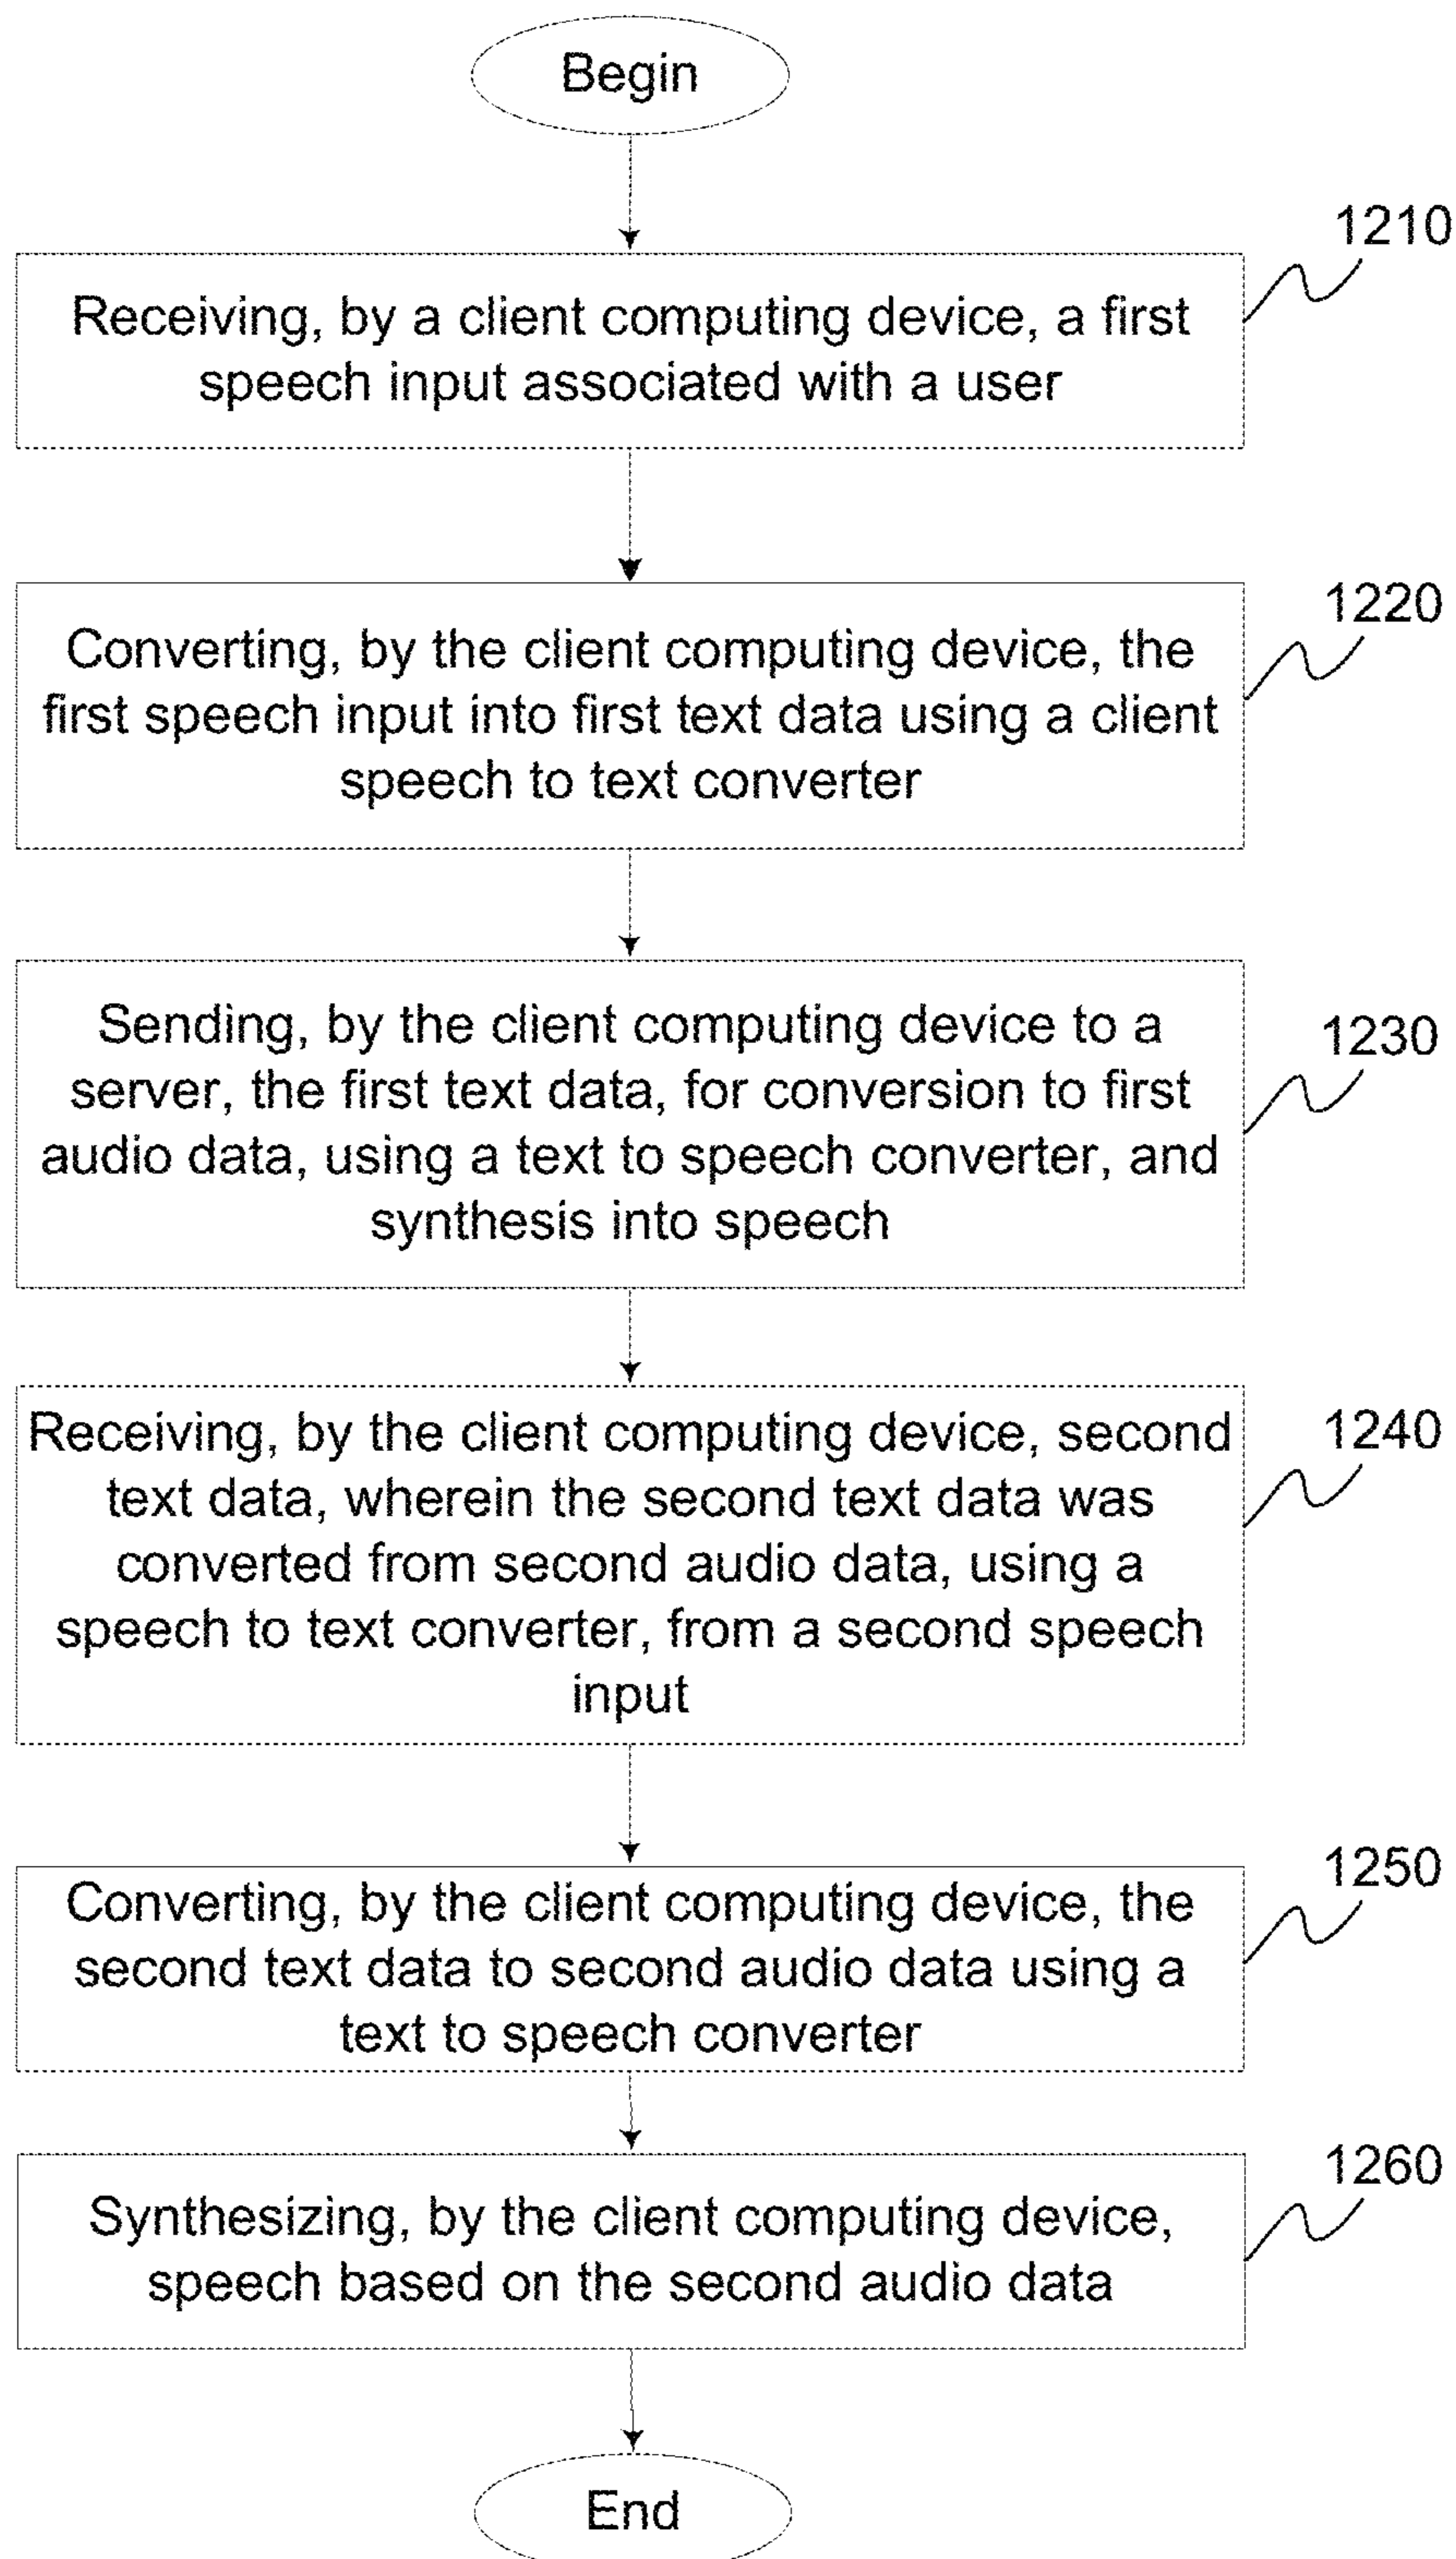 Begin
1210
Receiving, by a client computing device, a first
speech input associated with a user
1220
Converting, by the client computing device, the
first speech input into first text data using a client
speech to text converter
1230
Sending, by the client computing device to a
server, the first text data, for conversion to first
audio data, using a text to speech converter, and
synthesis into speech
1240
Receiving, by the client computing device, second
text data, wherein the second text data was
converted from second audio data, using a
speech to text converter, from a second speech
input
1250
Converting, by the client computing device, the
second text data to second audio data using a
text to speech converter
1260
Synthesizing, by the client computing device,
speech based on the second audio data
End